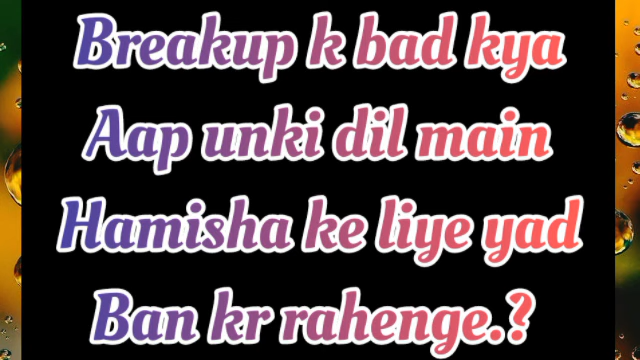 Breakup k bad kya
Aap unki dil main
Hamisha ke liye yad
Ban kr rahenge.?